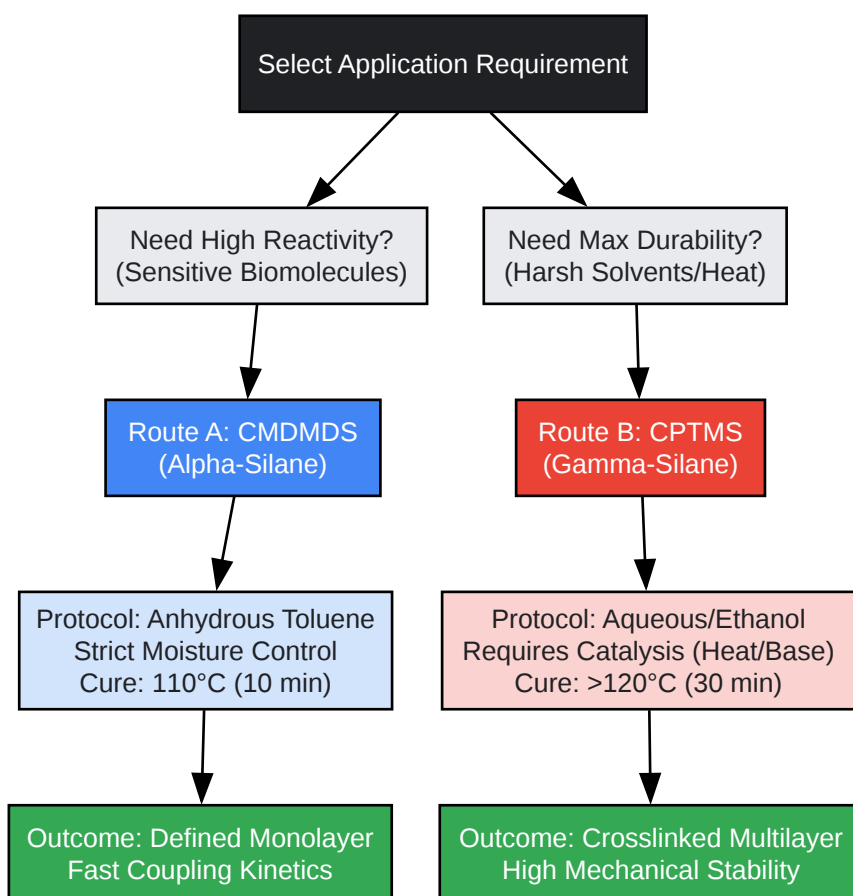 Select Application Requirement
Need High Reactivity?
(Sensitive Biomolecules)
Need Max Durability?
(Harsh Solvents/Heat)
Route A: CMDMDS
(Alpha-Silane)
Route B: CPTMS
(Gamma-Silane)
Protocol: Anhydrous Toluene
Strict Moisture Control
Cure: 110°C (10 min)
Protocol: Aqueous/Ethanol
Requires Catalysis (Heat/Base)
Cure: >120°C (30 min)
Outcome: Defined Monolayer
Fast Coupling Kinetics
Outcome: Crosslinked Multilayer
High Mechanical Stability